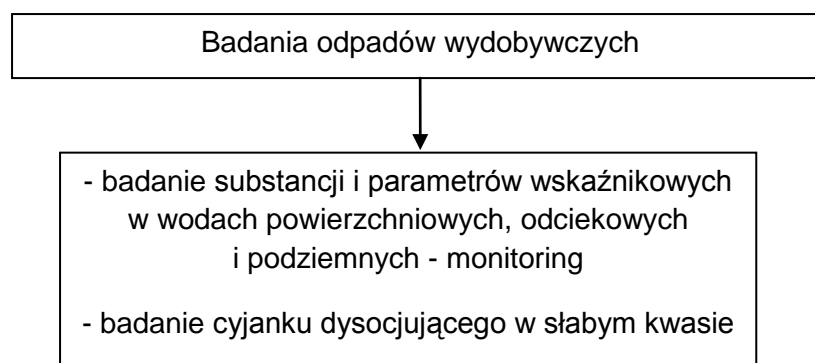 Badania odpadów wydobywczych
- badanie substancji i parametrów wskaźnikowych
w wodach powierzchniowych, odciekowych
i podziemnych - monitoring
- badanie cyjanku dysocjującego w słabym kwasie